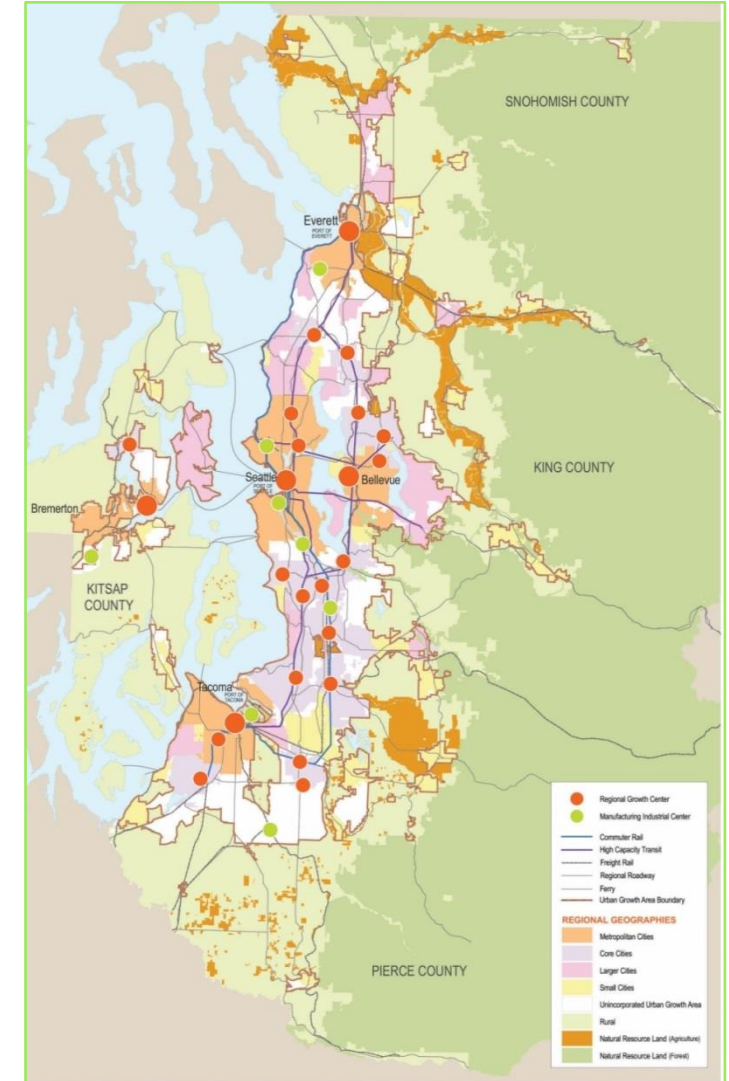 SNOHOMISH COUNTY
Everett
PORT OF
EVERETT
KING COUNTY
Seattle
PORT OF
SEATTLE
Bellevue
Bremerton
KITSAP
COUNTY
Tacoma
PORT OF
TACOMA
PIERCE COUNTY
Regional Growth Center
Manufacturing Industrial Center
Commuter Rail
High Capacity Transit
Freight Rail
Regional Roadway
Ferry
Urban Growth Area Boundary
REGIONAL GEOGRAPHIES
Metropolitan Cities
Core Cities
Larger Cities
Small Cities
Unincorporated Urban Growth Area
Rural
Natural Resource Land (Agriculture)
Natural Resource Land (Forest)